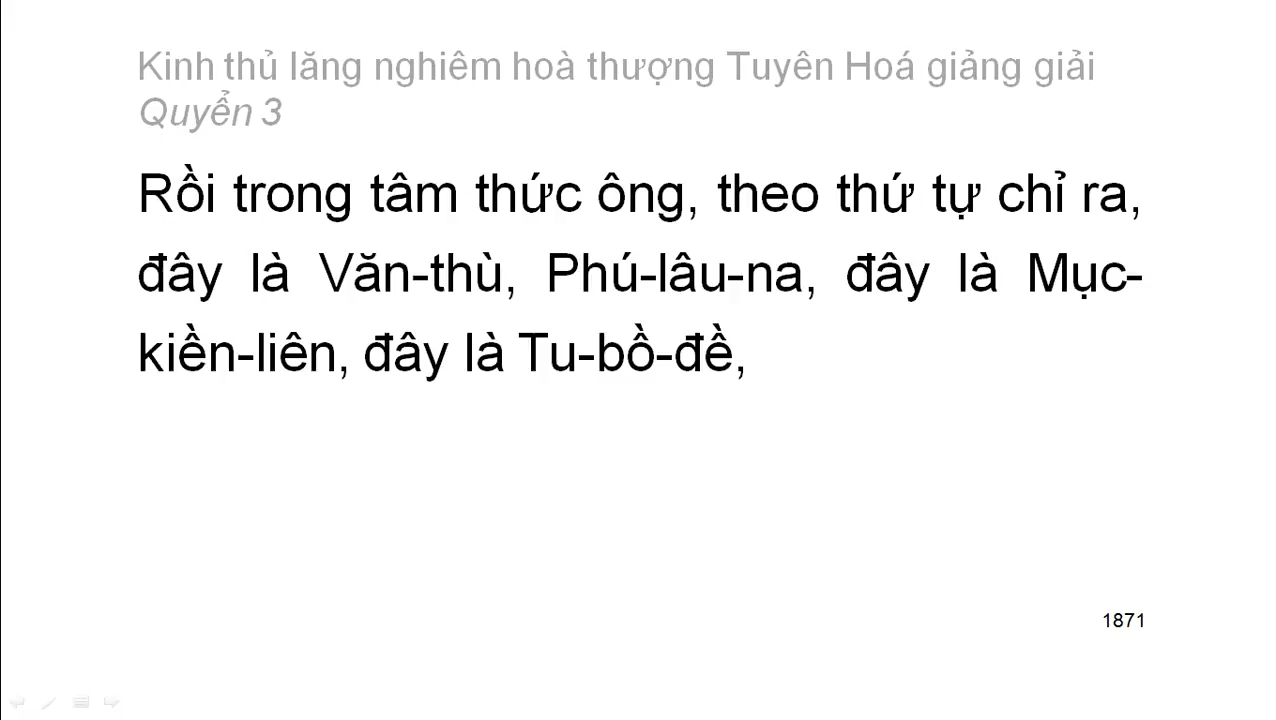 Kinh thủ lăng nghiêm hoà thượng Tuyên Hoá giảng giải
Quyển 3
Rồi trong tâm thức ông, theo thứ tự chỉ ra,
đây là Văn-thù, Phú-lâu-na, đây là Mục-
kiền-liên, đây là Tu-bồ-đề,
1871